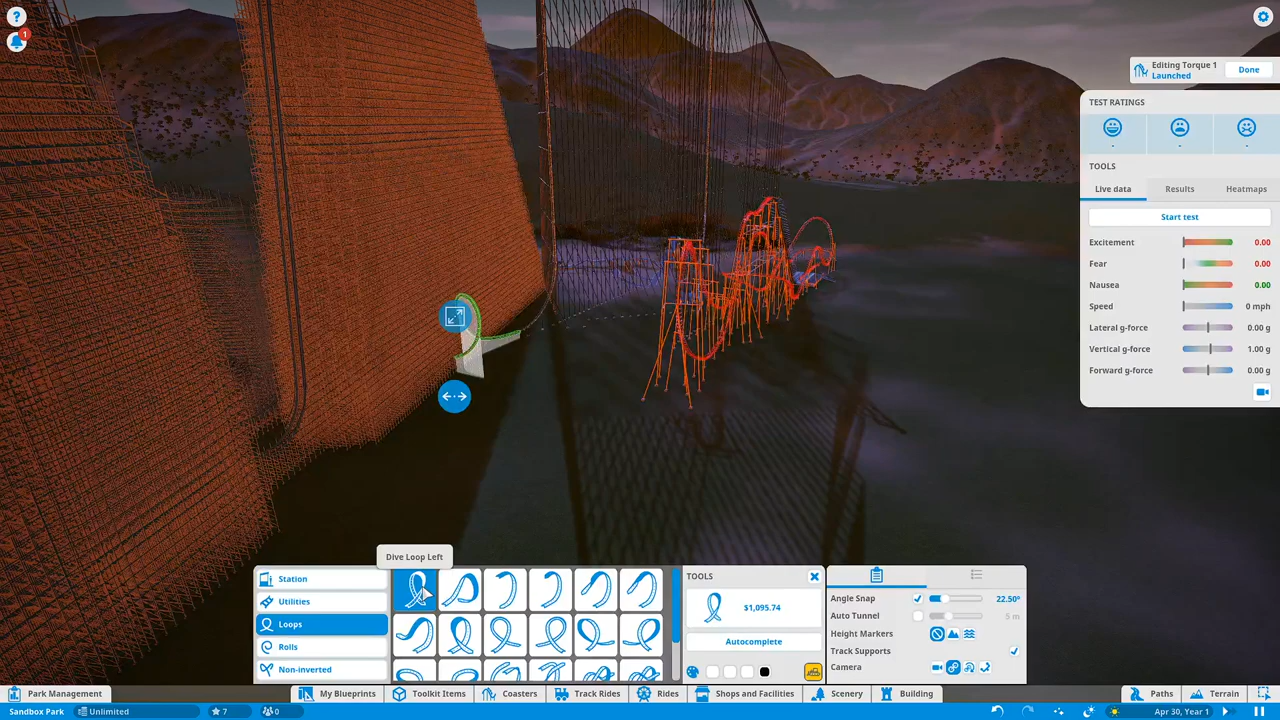 ?
1
Editing Torque 1
Launched
Done
TEST RATINGS
- - -
TOOLS
Live data Results Heatmaps
Start test
Excitement 0.00
Fear 0.00
Nausea 0.00
Speed 0 mph
Lateral g-force 0.00 g
Vertical g-force 1.00 g
Forward g-force 0.00 g
Dive Loop Left
Station
Utilities
Loops
Rolls
Non-inverted
TOOLS
$1,095.74
Autocomplete
Angle Snap 22.50°
Auto Tunnel 5 m
Height Markers
Track Supports
Camera
Park Management My Blueprints Toolkit Items Coasters Track Rides Rides Shops and Facilities Scenery Building Paths Terrain
Sandbox Park Unlimited 7 0 Apr 30, Year 1